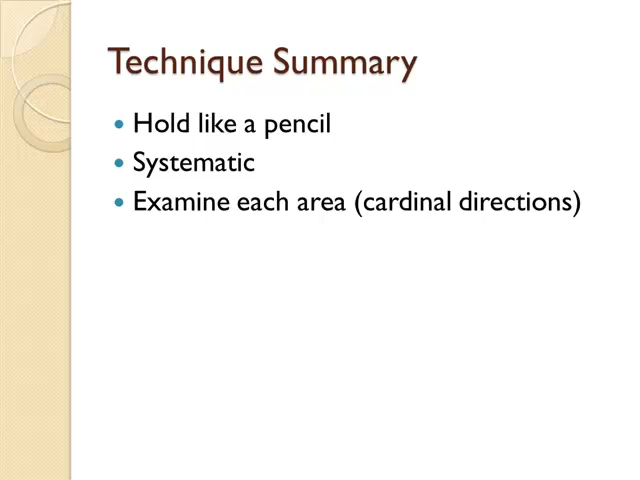 Technique Summary
Hold like a pencil
Systematic
Examine each area (cardinal directions)